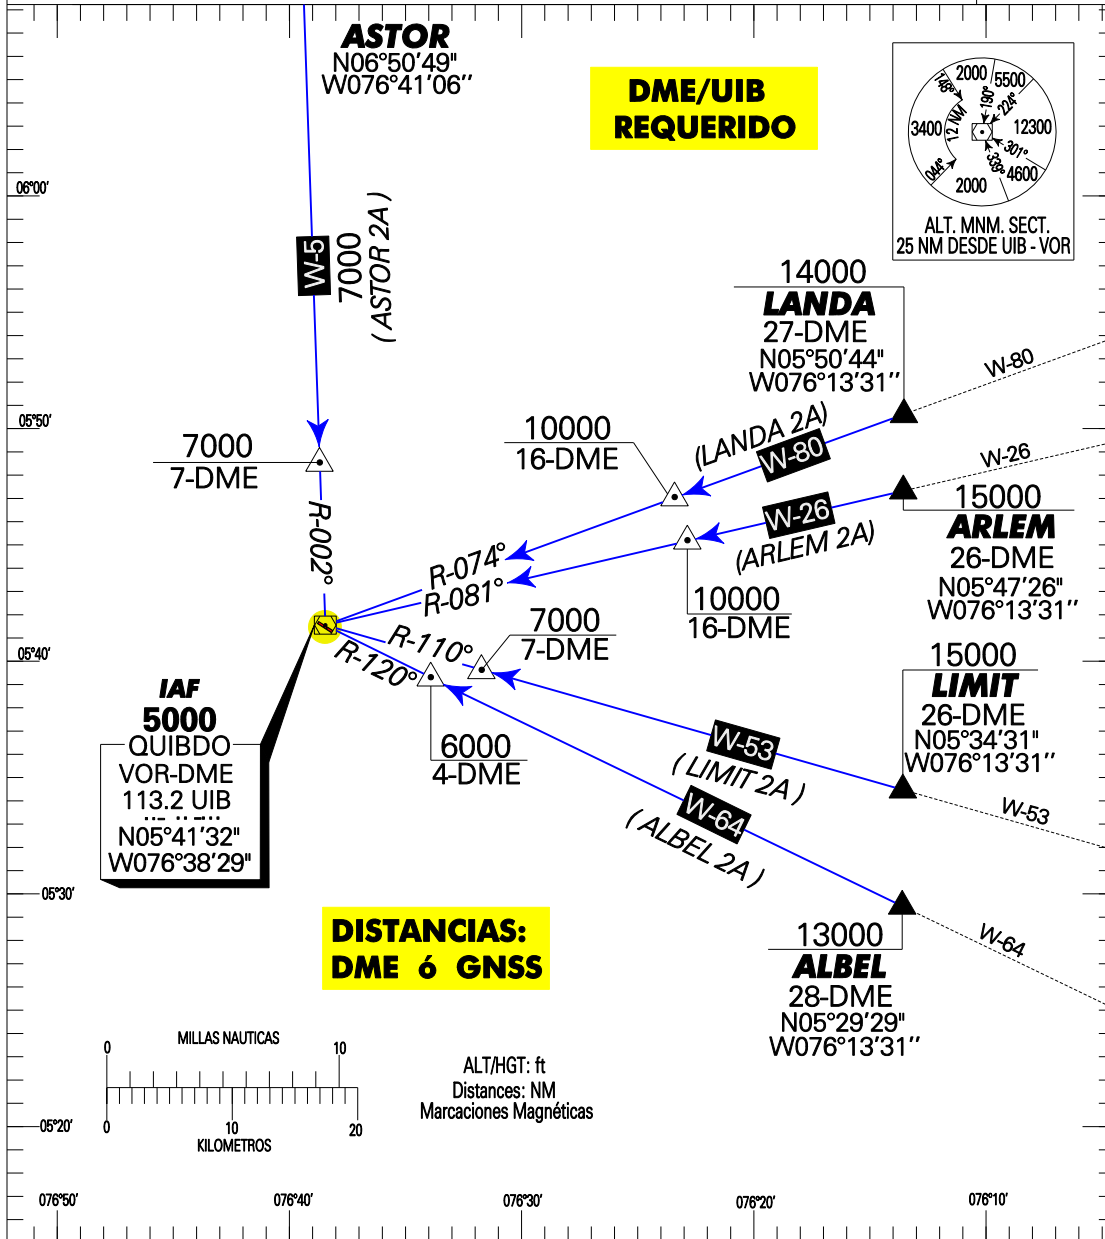 ASTOR
N06°50'49"
W076°41'06''
DME/UIB
REQUERIDO
2000
5500
12300
4600
2000
3400
148°
190°
224°
301°
339°
044°
12 NM
ALT. MNM. SECT.
25 NM DESDE UIB - VOR
06°00'
W-5
7000
( ASTOR 2A )
14000
LANDA
27-DME
N05°50'44"
W076°13'31''
W-80
05°50'
7000
7-DME
10000
16-DME
(LANDA 2A)
W-80
W-26
W-26
(ARLEM 2A)
15000
ARLEM
26-DME
N05°47'26"
W076°13'31''
R-002°
R-074°
R-081°
10000
16-DME
7000
7-DME
R-110°
R-120°
05°40'
15000
LIMIT
26-DME
N05°34'31"
W076°13'31''
IAF
5000
QUIBDO
VOR-DME
113.2 UIB
··– ·· –···
N05°41'32"
W076°38'29"
6000
4-DME
W-53
( LIMIT 2A )
W-53
W-64
( ALBEL 2A )
05°30'
W-64
DISTANCIAS:
DME ó GNSS
13000
ALBEL
28-DME
N05°29'29"
W076°13'31''
MILLAS NAUTICAS
0 10
0 10 20
KILOMETROS
ALT/HGT: ft
Distances: NM
Marcaciones Magnéticas
05°20'
076°50' 076°40' 076°30' 076°20' 076°10'